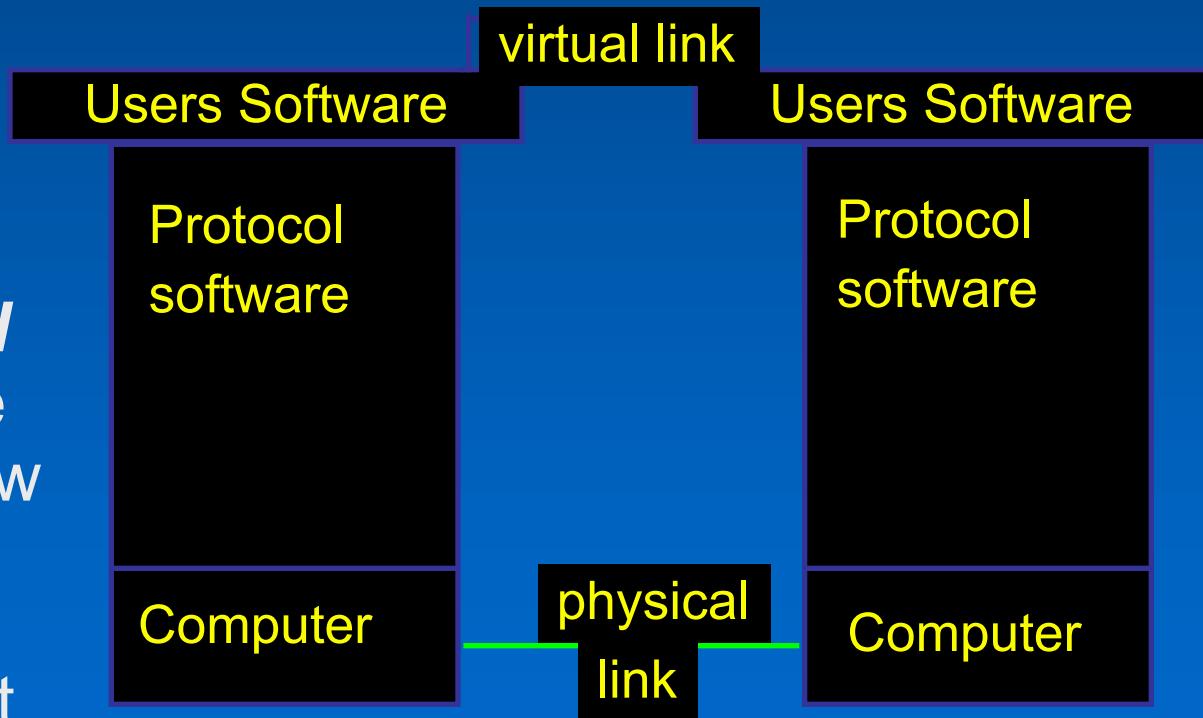 virtual link
Users Software
Users Software
Protocol
software
Protocol
software
w
Computer
physical
link
Computer